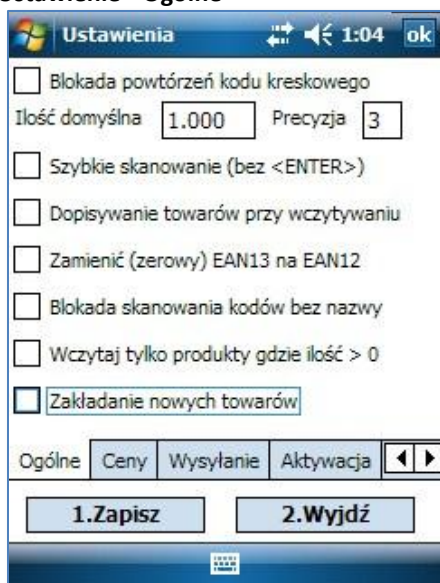 Ustawienia 1:04 ok
Blokada powtórzeń kodu kreskowego
Ilość domyślna 1.000 Precyzja 3
Szybkie skanowanie (bez <ENTER>)
Dopisywanie towarów przy wczytywaniu
Zamienić (zerowy) EAN13 na EAN12
Blokada skanowania kodów bez nazwy
Wczytaj tylko produkty gdzie ilość > 0
Zakładanie nowych towarów
Ogólne Ceny Wysyłanie Aktywacja
1.Zapisz 2.Wyjdź